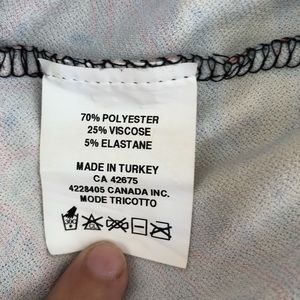 70% POLYESTER
25% VISCOSE
5% ELASTANE
MADE IN TURKEY
CA 42675
4228405 CANADA INC.
MODE TRICOTTO